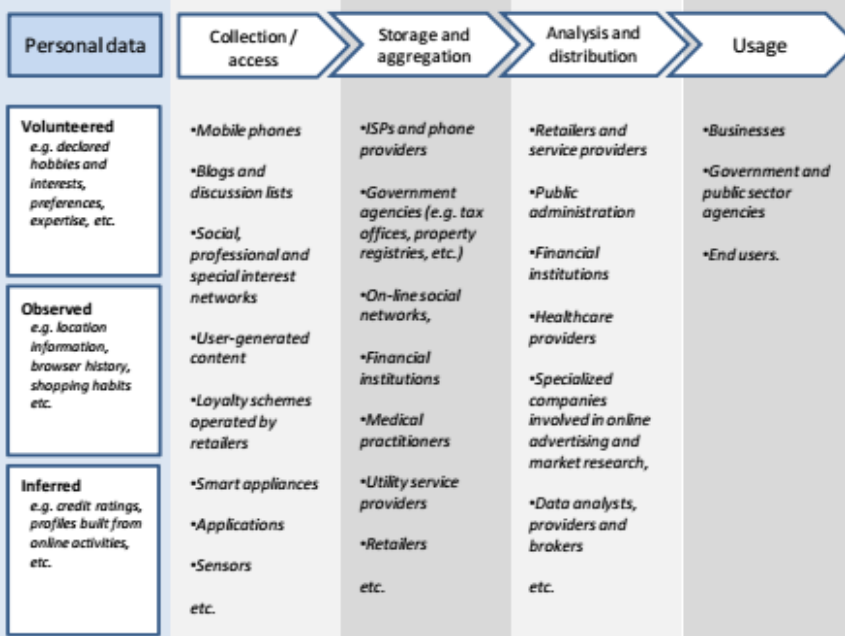 Personal data
Collection /
access
Storage and
aggregation
Analysis and
distribution
Usage
Volunteered
e.g. declared
hobbies and
interests,
preferences,
expertise, etc.
Observed
e.g. location
information,
browser history,
shopping habits
etc.
Inferred
e.g. credit ratings,
profiles built from
online activities,
etc.
•Mobile phones
•Blogs and
discussion lists
•Social,
professional and
special interest
networks
•User-generated
content
•Loyalty schemes
operated by
retailers
•Smart appliances
•Applications
•Sensors
etc.
•ISPs and phone
providers
•Government
agencies (e.g. tax
offices, property
registries, etc.)
•On-line social
networks,
•Financial
institutions
•Medical
practitioners
•Utility service
providers
•Retailers
etc.
•Retailers and
service providers
•Public
administration
•Financial
institutions
•Healthcare
providers
•Specialized
companies
involved in online
advertising and
market research,
•Data analysts,
providers and
brokers
etc.
•Businesses
•Government and
public sector
agencies
•End users.